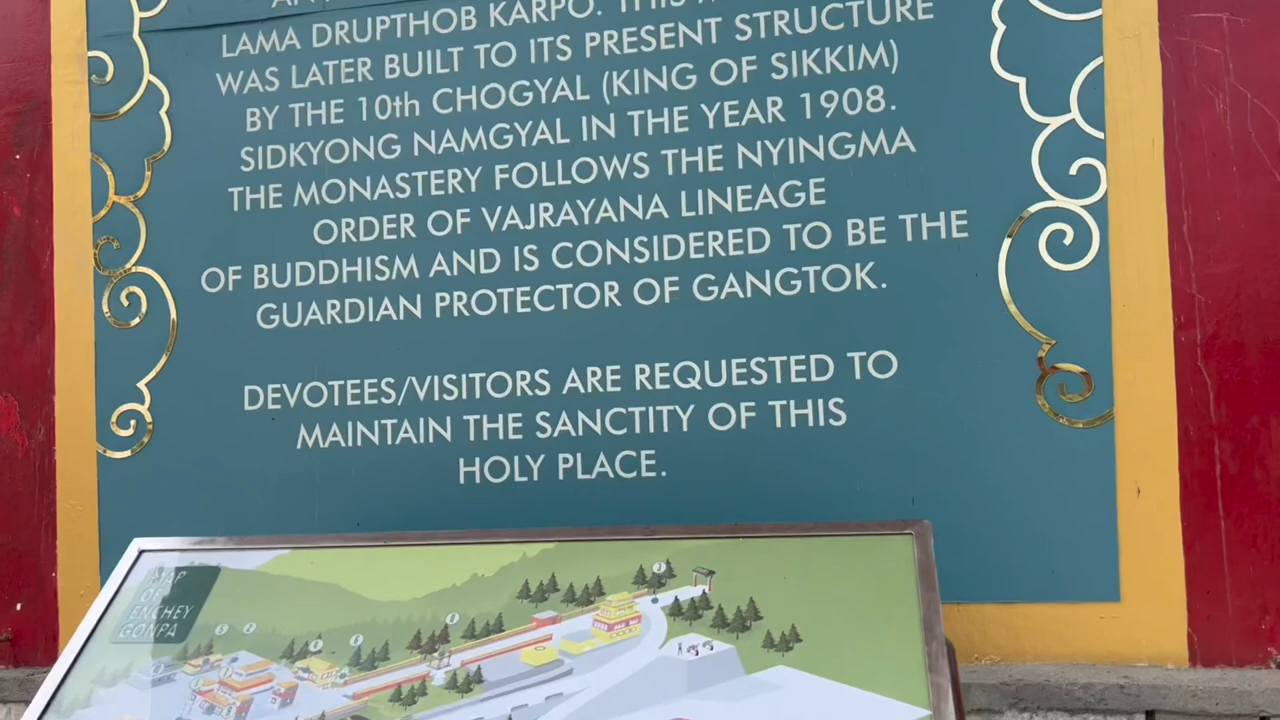 LAMA DRUPTHOB KARPO. THIS
WAS LATER BUILT TO ITS PRESENT STRUCTURE
BY THE 10th CHOGYAL (KING OF SIKKIM)
SIDKYONG NAMGYAL IN THE YEAR 1908.
THE MONASTERY FOLLOWS THE NYINGMA
ORDER OF VAJRAYANA LINEAGE
OF BUDDHISM AND IS CONSIDERED TO BE THE
GUARDIAN PROTECTOR OF GANGTOK.
DEVOTEES/VISITORS ARE REQUESTED TO
MAINTAIN THE SANCTITY OF THIS
HOLY PLACE.
MAP
OF
ENCHEY
GONPA